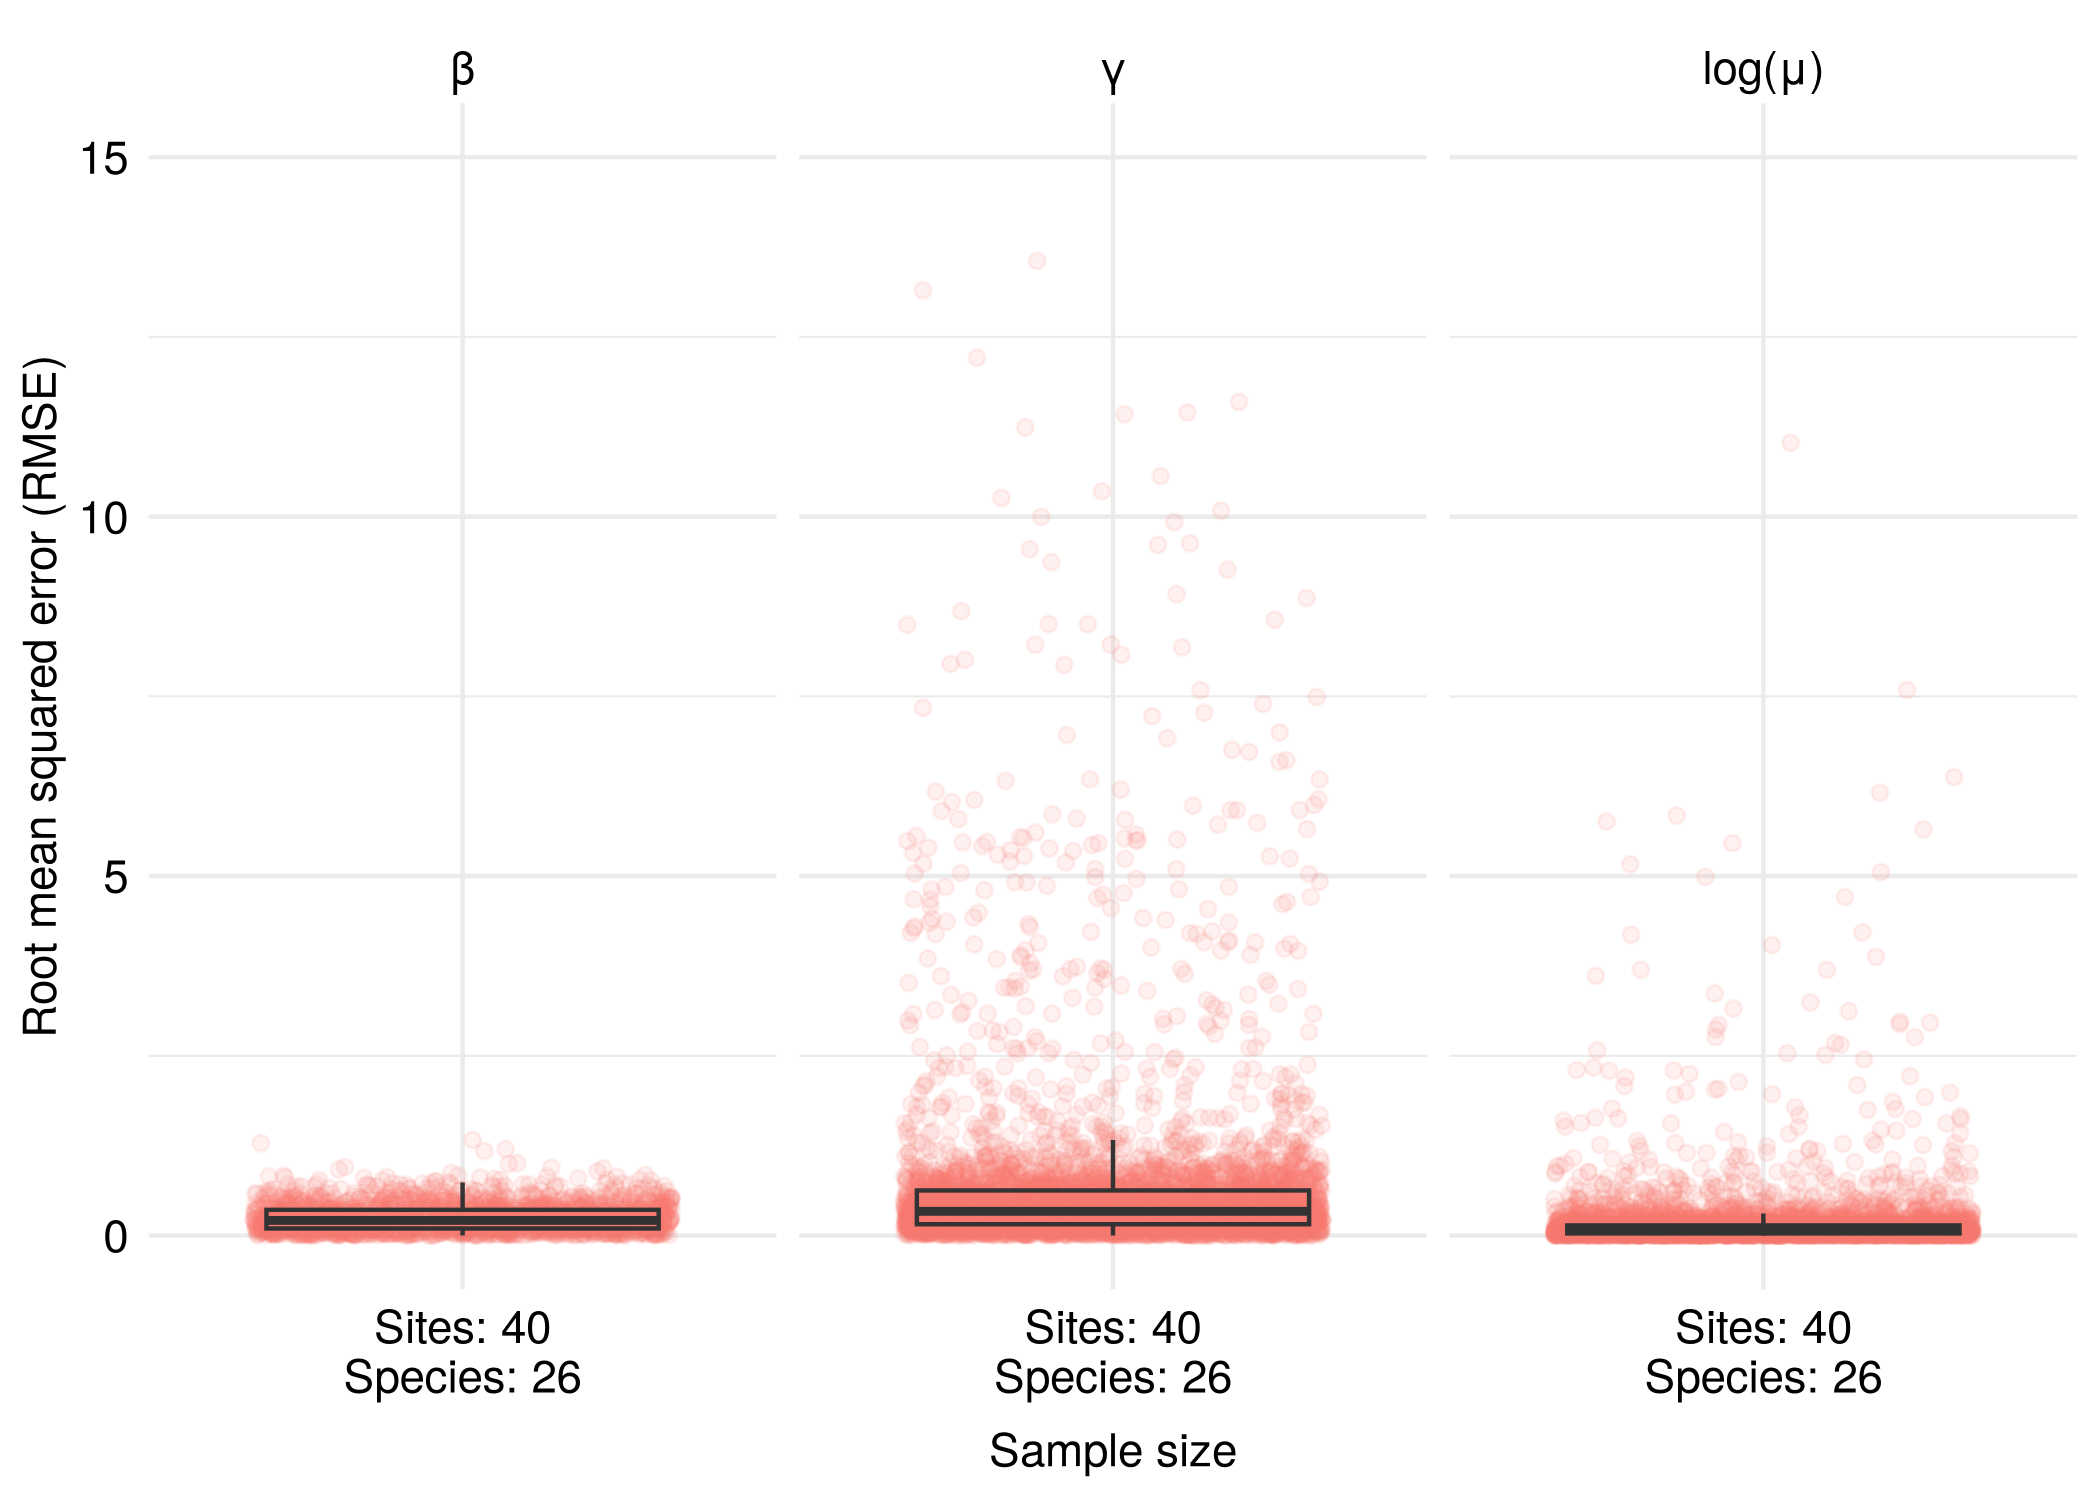 β
γ
log(μ)
Root mean squared error (RMSE)
15
10
5
0
Sites: 40
Species: 26
Sites: 40
Species: 26
Sites: 40
Species: 26
Sample size